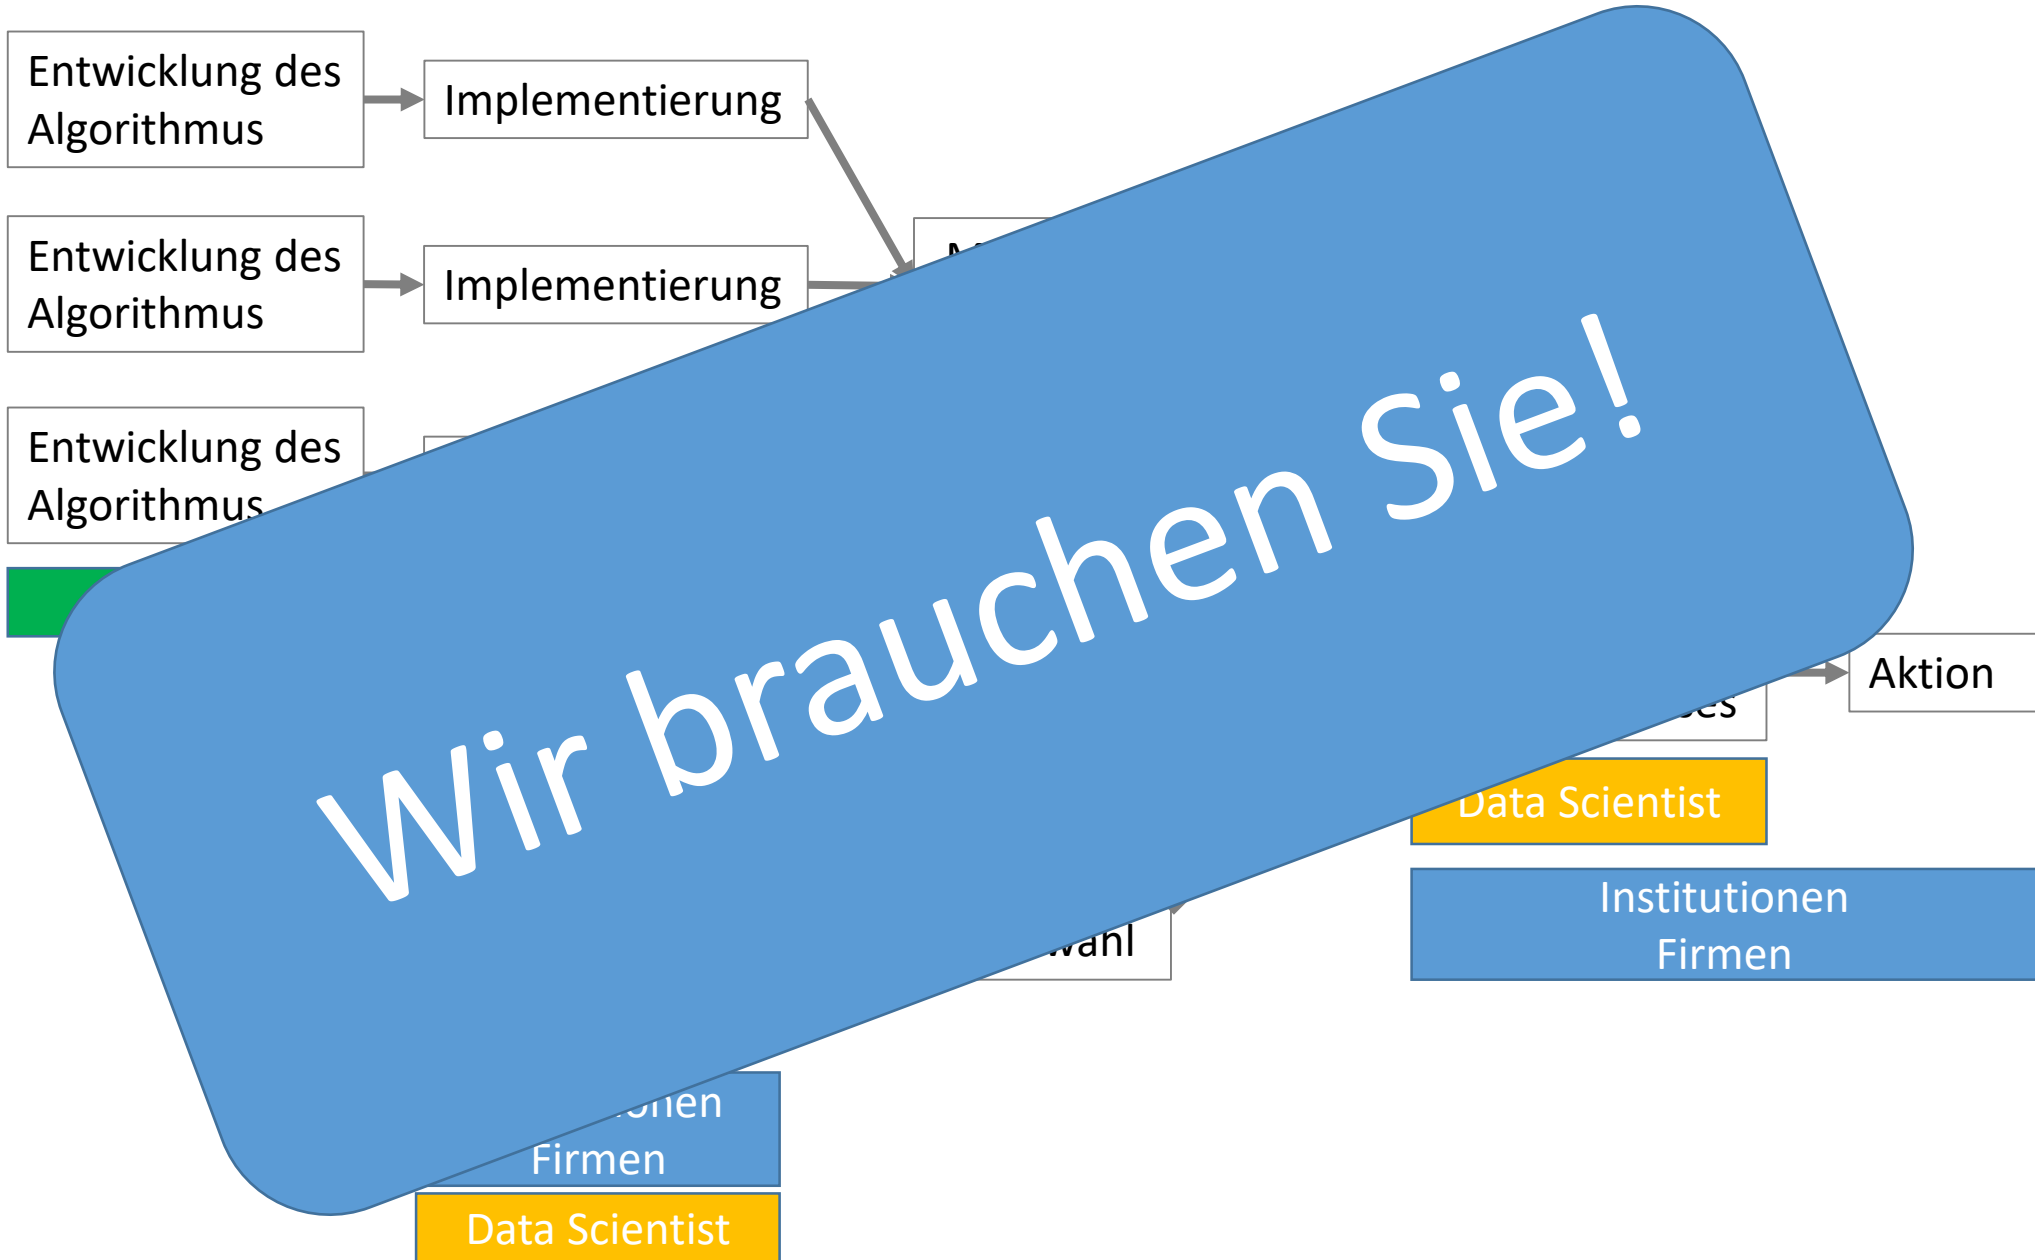 Entwicklung des
Algorithmus
Implementierung
Entwicklung des
Algorithmus
Implementierung
Entwicklung des
Algorithmus
Wir brauchen Sie!
Aktion
Data Scientist
Institutionen
Firmen
Firmen
Data Scientist